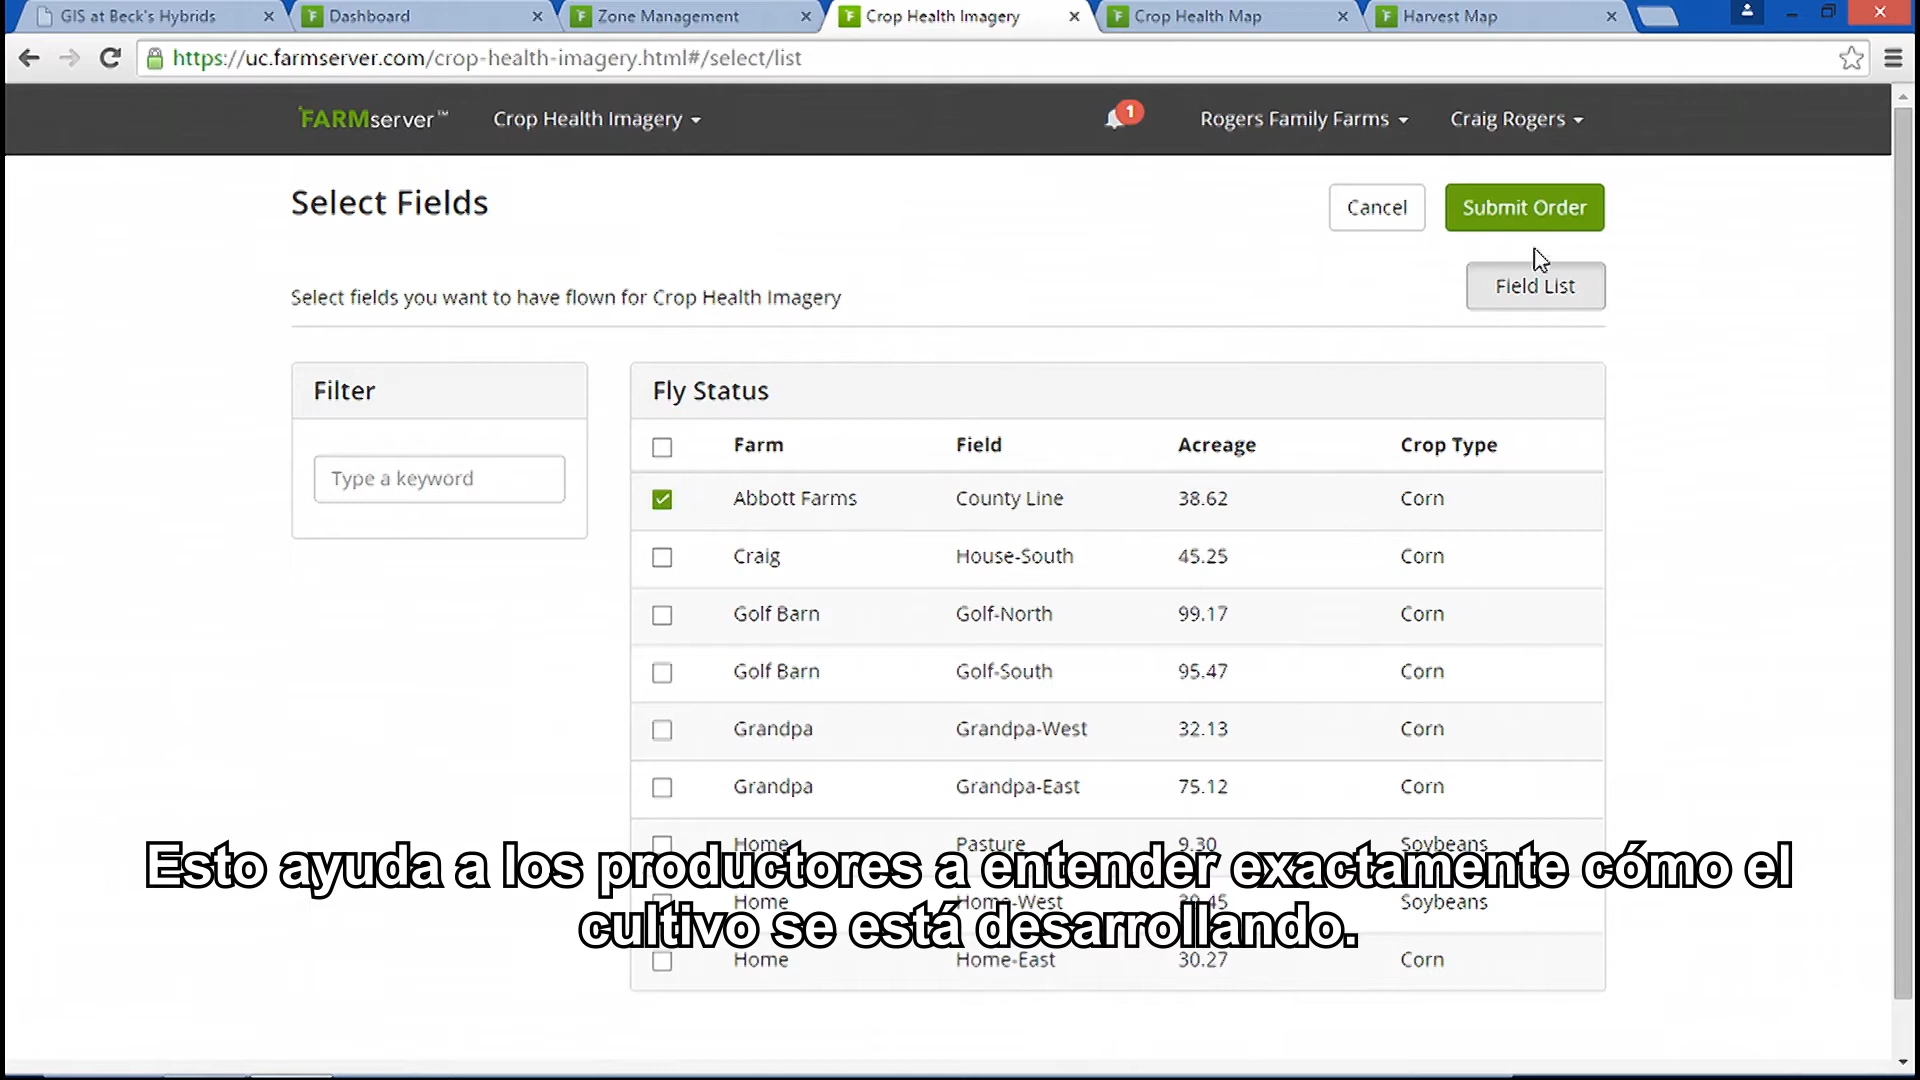 GIS at Beck's Hybrids
Dashboard
Zone Management
Crop Health Imagery
Crop Health Map
Harvest Map
https://uc.farmserver.com/crop-health-imagery.html#/select/list
FARMserver™
Crop Health Imagery
1
Rogers Family Farms
Craig Rogers
Select Fields
Cancel
Submit Order
Field List
Select fields you want to have flown for Crop Health Imagery
Filter
Type a keyword
Fly Status
Farm Field Acreage Crop Type
Abbott Farms County Line 38.62 Corn
Craig House-South 45.25 Corn
Golf Barn Golf-North 99.17 Corn
Golf Barn Golf-South 95.47 Corn
Grandpa Grandpa-West 32.13 Corn
Grandpa Grandpa-East 75.12 Corn
Home Pasture 9.30 Soybeans
Home Home-West Soybeans
Home Home-East 30.27 Corn
Esto ayuda a los productores a entender exactamente cómo el
cultivo se está desarrollando.